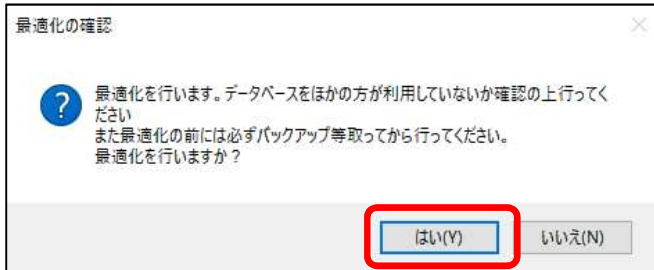 最適化の確認
最適化を行います。データベースをほかの方が利用していないか確認の上行ってく
ださい
また最適化の前には必ずバックアップ等取ってから行ってください。
最適化を行いますか?
はい(Y)
いいえ(N)